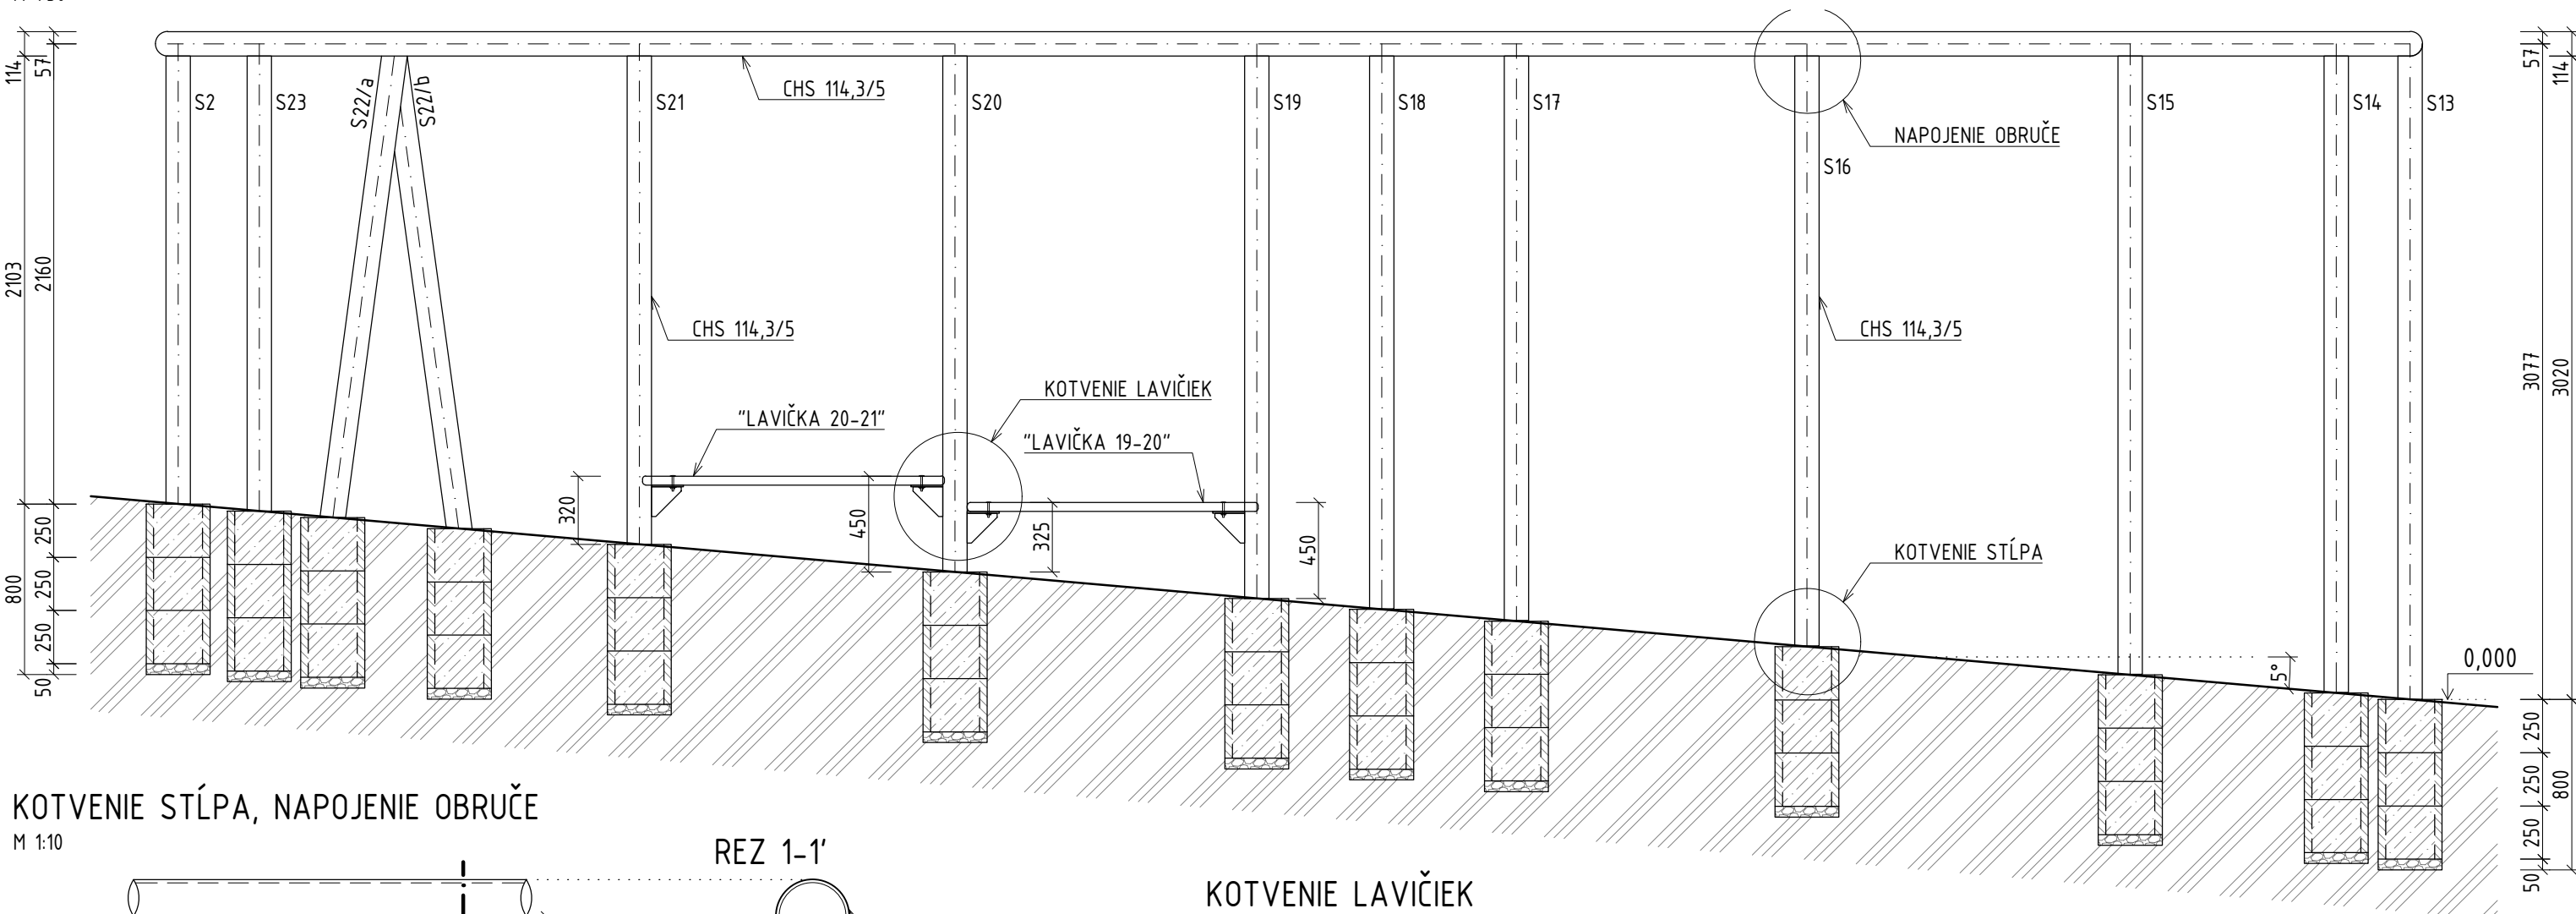 S2
S23
S22/a
S22/b
S21
CHS 114,3/5
S20
S19
S18
S17
NAPOJENIE OBRUČE
S16
S15
S14
S13
114
57
2103
2160
57
114
3077
3020
CHS 114,3/5
CHS 114,3/5
KOTVENIE LAVIČIEK
"LAVIČKA 20-21"
"LAVIČKA 19-20"
320
450
325
450
KOTVENIE STĹPA
5°
0,000
800
250
250
250
50
250
250
250
50
800
KOTVENIE STĹPA, NAPOJENIE OBRUČE
M 1:10
REZ 1-1'
KOTVENIE LAVIČIEK